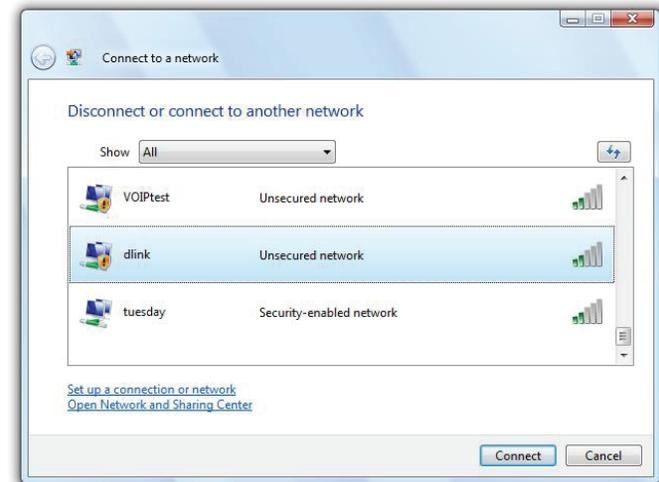 Connect to a network
Disconnect or connect to another network
Show All
VOIPtest Unsecured network
dlink Unsecured network
tuesday Security-enabled network
Set up a connection or network
Open Network and Sharing Center
Connect Cancel